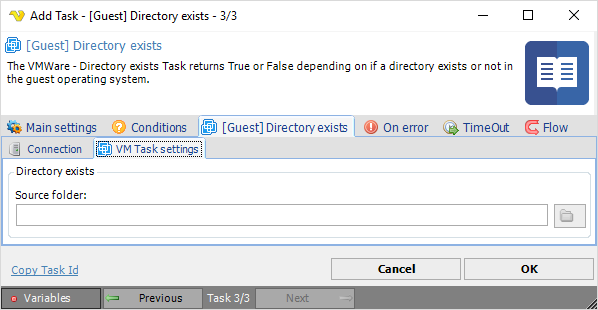 Add Task - [Guest] Directory exists - 3/3
[Guest] Directory exists
The VMWare - Directory exists Task returns True or False depending on if a directory exists or not in
the guest operating system.
Main settings Conditions [Guest] Directory exists On error TimeOut Flow
Connection VM Task settings
Directory exists
Source folder:
Copy Task Id Cancel OK
Variables Previous Task 3/3 Next